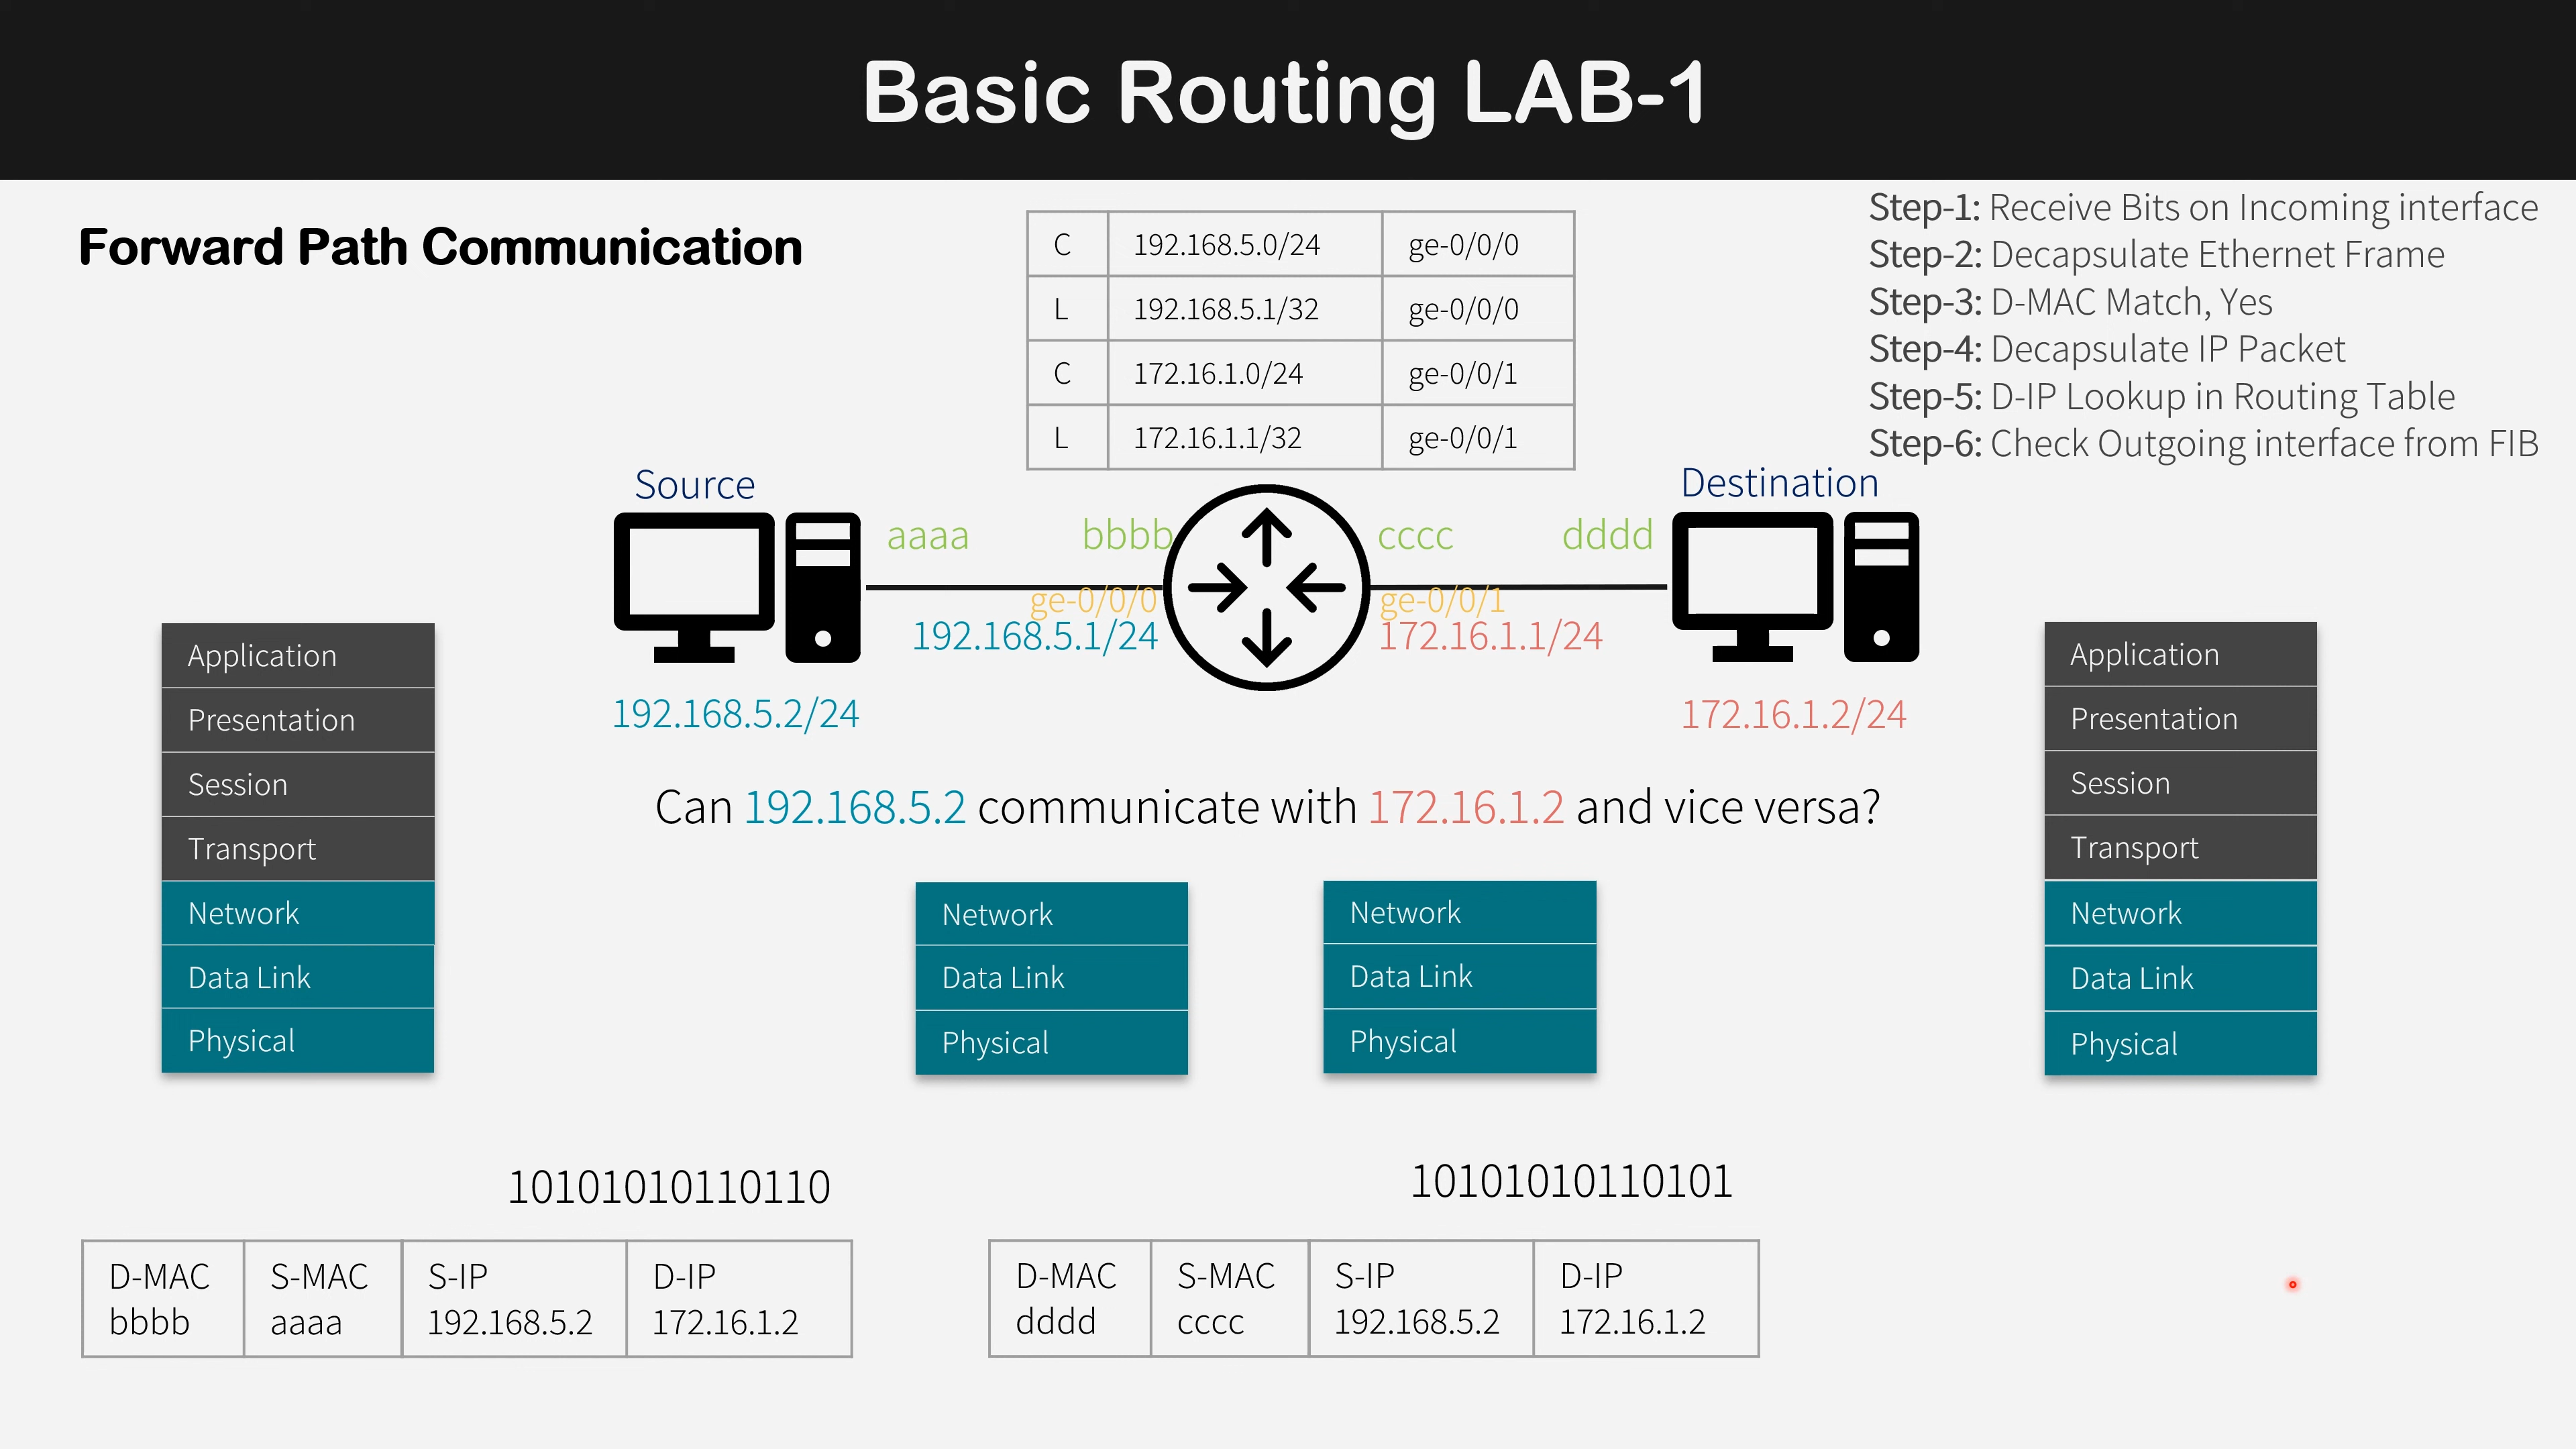 Basic Routing LAB-1
Forward Path Communication
C 192.168.5.0/24 ge-0/0/0
L 192.168.5.1/32 ge-0/0/0
C 172.16.1.0/24 ge-0/0/1
L 172.16.1.1/32 ge-0/0/1
Step-1: Receive Bits on Incoming interface
Step-2: Decapsulate Ethernet Frame
Step-3: D-MAC Match, Yes
Step-4: Decapsulate IP Packet
Step-5: D-IP Lookup in Routing Table
Step-6: Check Outgoing interface from FIB
Source
Destination
aaaa bbbb cccc dddd
ge-0/0/0 ge-0/0/1
192.168.5.1/24 172.16.1.1/24
192.168.5.2/24 172.16.1.2/24
Can 192.168.5.2 communicate with 172.16.1.2 and vice versa?
Application
Presentation
Session
Transport
Network
Data Link
Physical
Network
Data Link
Physical
Network
Data Link
Physical
Application
Presentation
Session
Transport
Network
Data Link
Physical
10101010110110
10101010110101
D-MAC S-MAC S-IP D-IP
bbbb aaaa 192.168.5.2 172.16.1.2
D-MAC S-MAC S-IP D-IP
dddd cccc 192.168.5.2 172.16.1.2